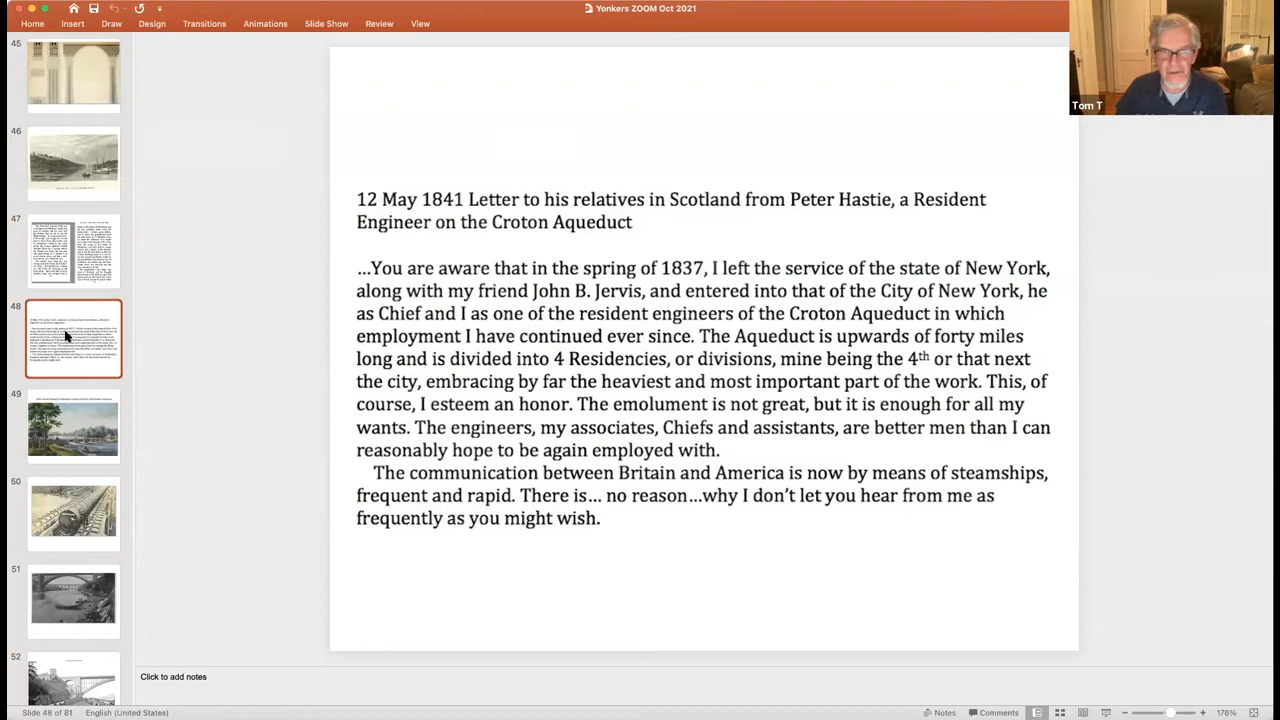 Yonkers ZOOM Oct 2021
Home Insert Draw Design Transitions Animations Slide Show Review View
Tom T
45
46
47
48
49
50
51
52
12 May 1841 Letter to his relatives in Scotland from Peter Hastie, a Resident
Engineer on the Croton Aqueduct
…You are aware that in the spring of 1837, I left the service of the state of New York,
along with my friend John B. Jervis, and entered into that of the City of New York, he
as Chief and I as one of the resident engineers of the Croton Aqueduct in which
employment I have continued ever since. The Aqueduct is upwards of forty miles
long and is divided into 4 Residencies, or divisions, mine being the 4th or that next
the city, embracing by far the heaviest and most important part of the work. This, of
course, I esteem an honor. The emolument is not great, but it is enough for all my
wants. The engineers, my associates, Chiefs and assistants, are better men than I can
reasonably hope to be again employed with.
The communication between Britain and America is now by means of steamships,
frequent and rapid. There is… no reason…why I don't let you hear from me as
frequently as you might wish.
Click to add notes
Slide 48 of 81 English (United States) Notes Comments 176%